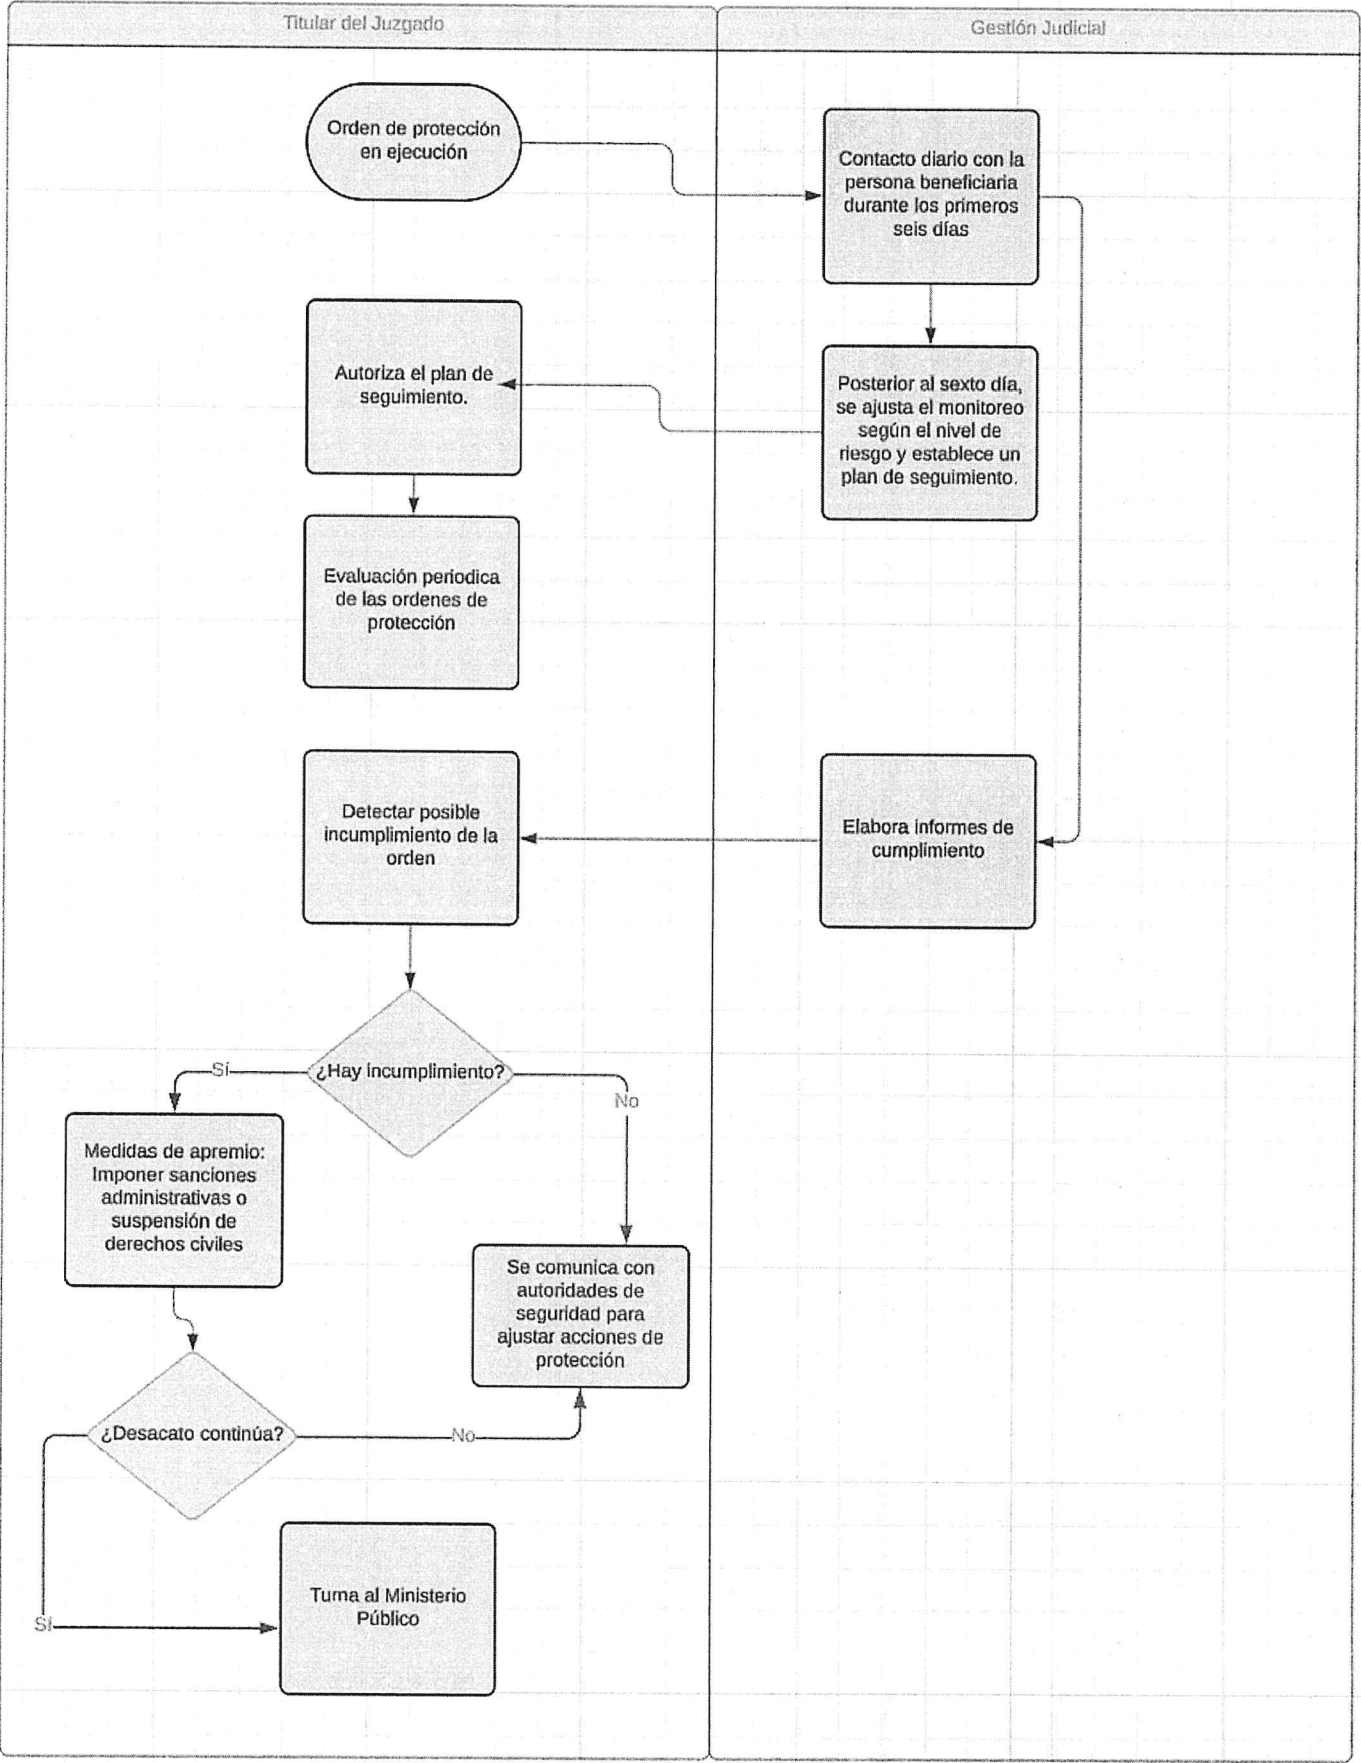 Titular del Juzgado
Gestión Judicial
Orden de protección
en ejecución
Contacto diario con la
persona beneficiaria
durante los primeros
seis días
Autoriza el plan de
seguimiento.
Posterior al sexto día,
se ajusta el monitoreo
según el nivel de
riesgo y establece un
plan de seguimiento.
Evaluación períodica
de las ordenes de
protección
Detectar posible
incumplimiento de la
orden
Elabora informes de
cumplimiento
¿Hay incumplimiento?
Sí
No
Medidas de apremio:
Imponer sanciones
administrativas o
suspensión de
derechos civiles
Se comunica con
autoridades de
seguridad para
ajustar acciones de
protección
¿Desacato continúa?
No
Sí
Turna al Ministerio
Público